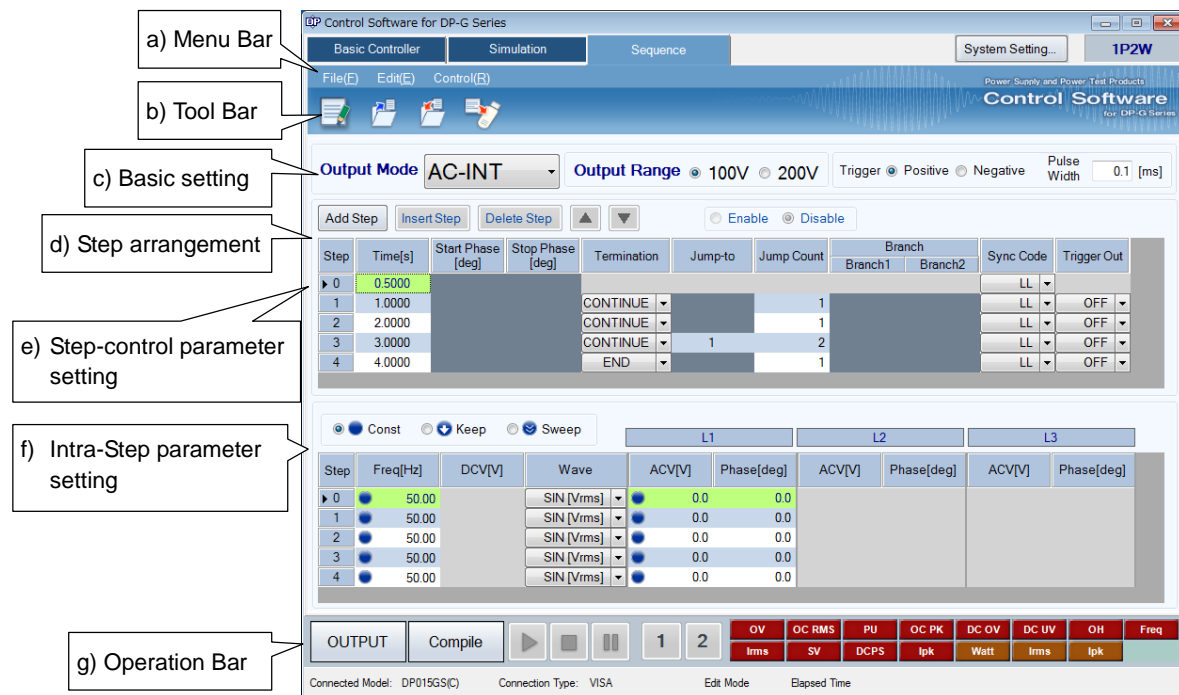 a) Menu Bar
b) Tool Bar
c) Basic setting
d) Step arrangement
e) Step-control parameter
setting
f) Intra-Step parameter
setting
g) Operation Bar
DP Control Software for DP-G Series
Basic Controller Simulation Sequence System Setting... 1P2W
File(F) Edit(E) Control(R)
Power Supply and Power Test Products
Control Software
for DP-G Series
Output Mode AC-INT Output Range 100V 200V Trigger Positive Negative Pulse Width 0.1 [ms]
Add Step Insert Step Delete Step Enable Disable
Step Time[s] Start Phase [deg] Stop Phase [deg] Termination Jump-to Jump Count Branch Branch1 Branch2 Sync Code Trigger Out
0 0.5000 LL
1 1.0000 CONTINUE 1 LL OFF
2 2.0000 CONTINUE 1 LL OFF
3 3.0000 CONTINUE 1 2 LL OFF
4 4.0000 END 1 LL OFF
Const Keep Sweep L1 L2 L3
Step Freq[Hz] DCV[V] Wave ACV[V] Phase[deg] ACV[V] Phase[deg] ACV[V] Phase[deg]
0 50.00 SIN [Vrms] 0.0 0.0
1 50.00 SIN [Vrms] 0.0 0.0
2 50.00 SIN [Vrms] 0.0 0.0
3 50.00 SIN [Vrms] 0.0 0.0
4 50.00 SIN [Vrms] 0.0 0.0
OUTPUT Compile 1 2
OV OC RMS PU OC PK DC OV DC UV OH Freq
Irms SV DCPS Ipk Watt Irms Ipk
Connected Model: DP015GS(C) Connection Type: VISA Edit Mode Elapsed Time